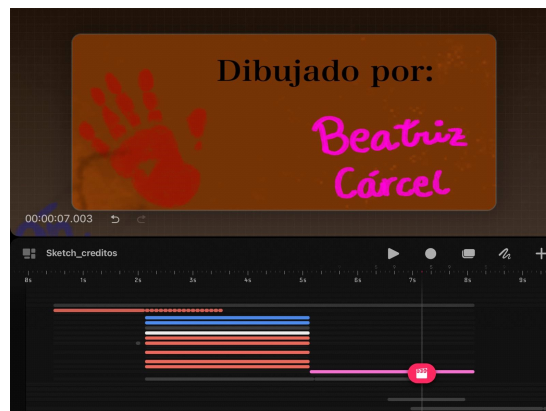 Dibujado por:
Beatriz
Cárcel
00:00:07.003
Sketch_creditos
0s 1s 2s 3s 4s 5s 6s 7s 8s 9s